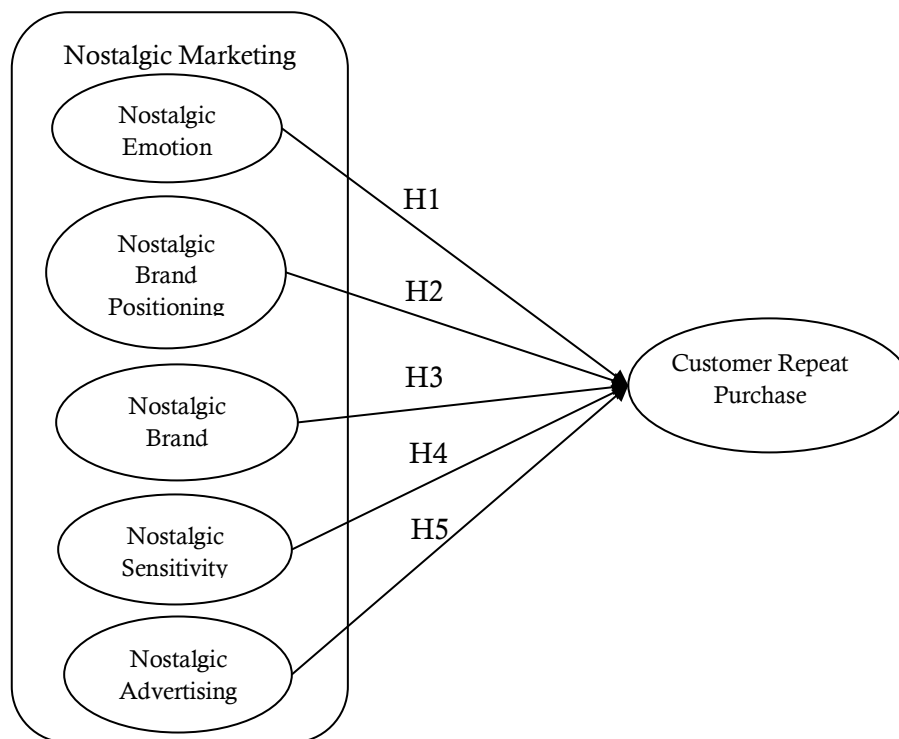 Nostalgic Marketing
Nostalgic
Emotion
H1
Nostalgic
Brand
Positioning
H2
Customer Repeat
Purchase
H3
Nostalgic
Brand
H4
Nostalgic
Sensitivity
H5
Nostalgic
Advertising